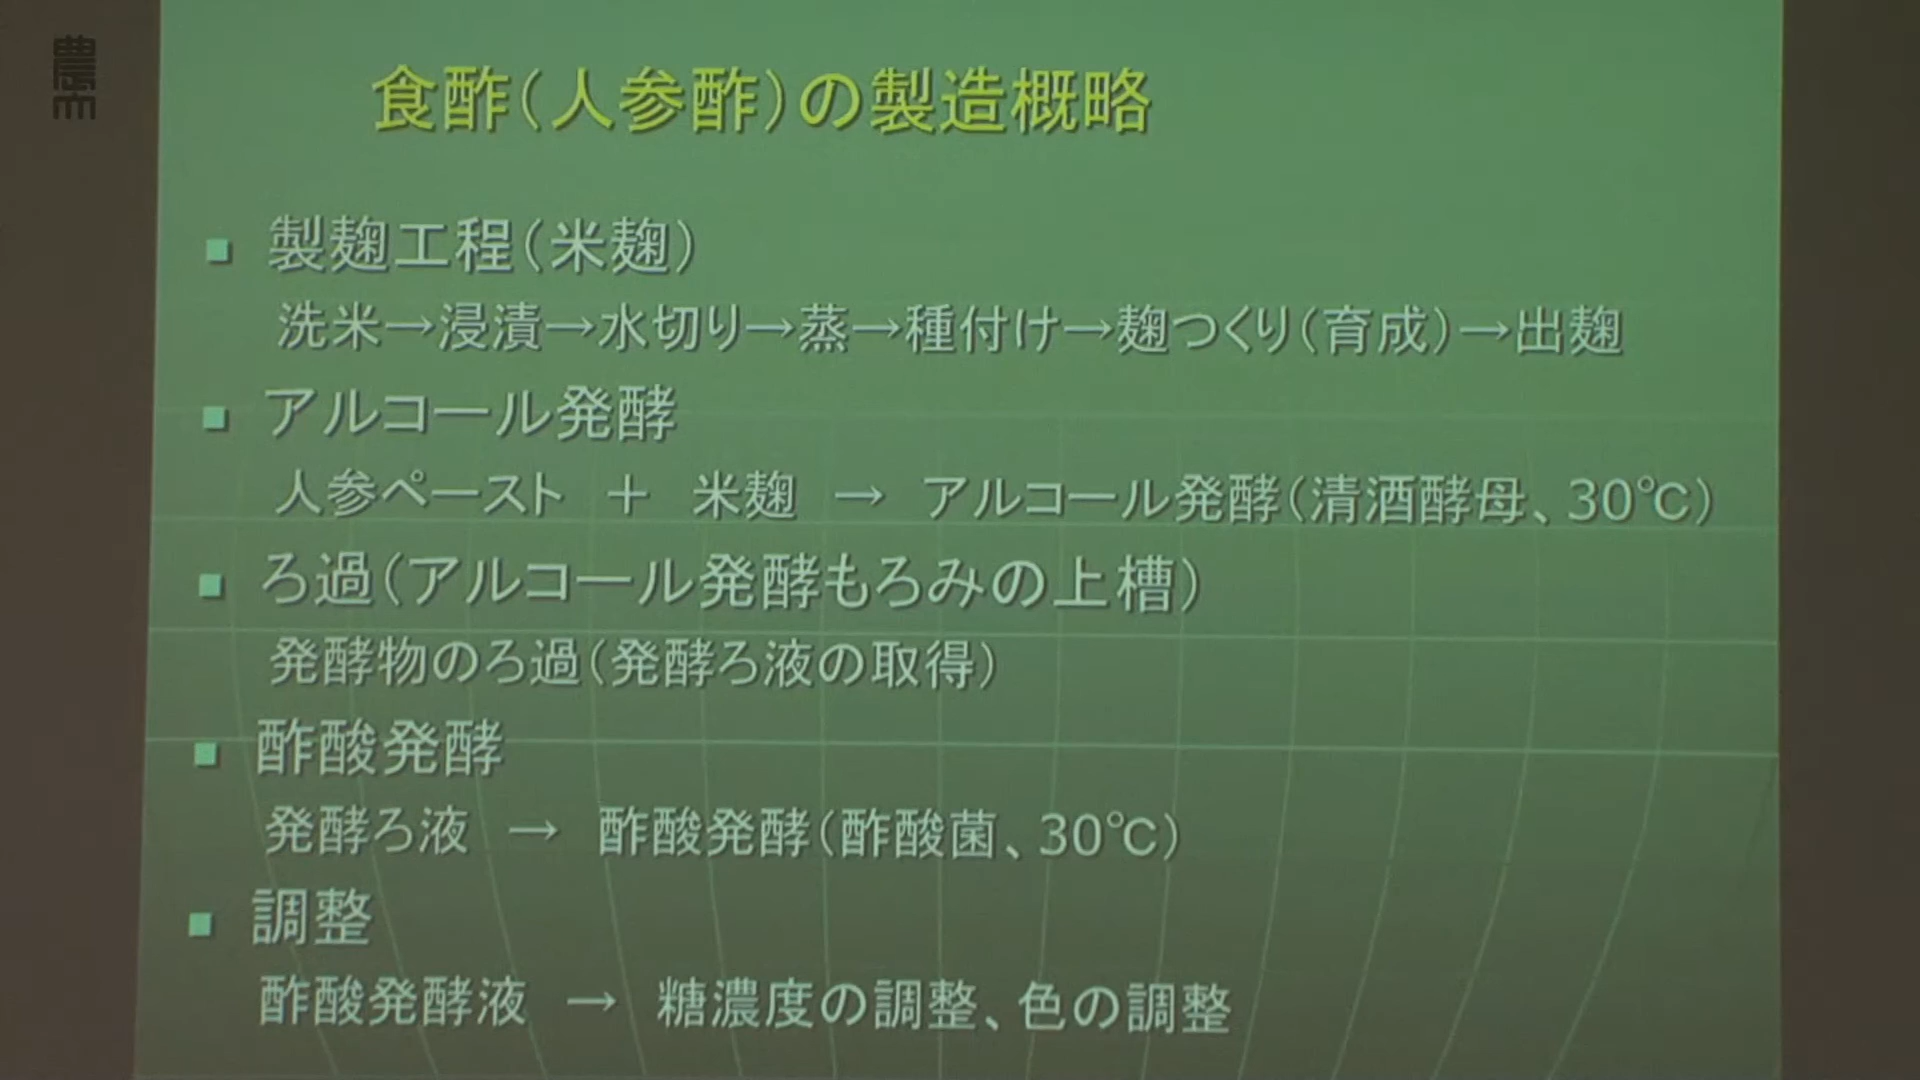 食酢(人参酢)の製造概略
■ 製麹工程(米麹)
洗米→浸漬→水切り→蒸→種付け→麹つくり(育成)→出麹
■ アルコール発酵
人参ペースト + 米麹 → アルコール発酵(清酒酵母、30℃)
■ ろ過(アルコール発酵もろみの上槽)
発酵物のろ過(発酵ろ液の取得)
■ 酢酸発酵
発酵ろ液 → 酢酸発酵(酢酸菌、30℃)
■ 調整
酢酸発酵液 → 糖濃度の調整、色の調整